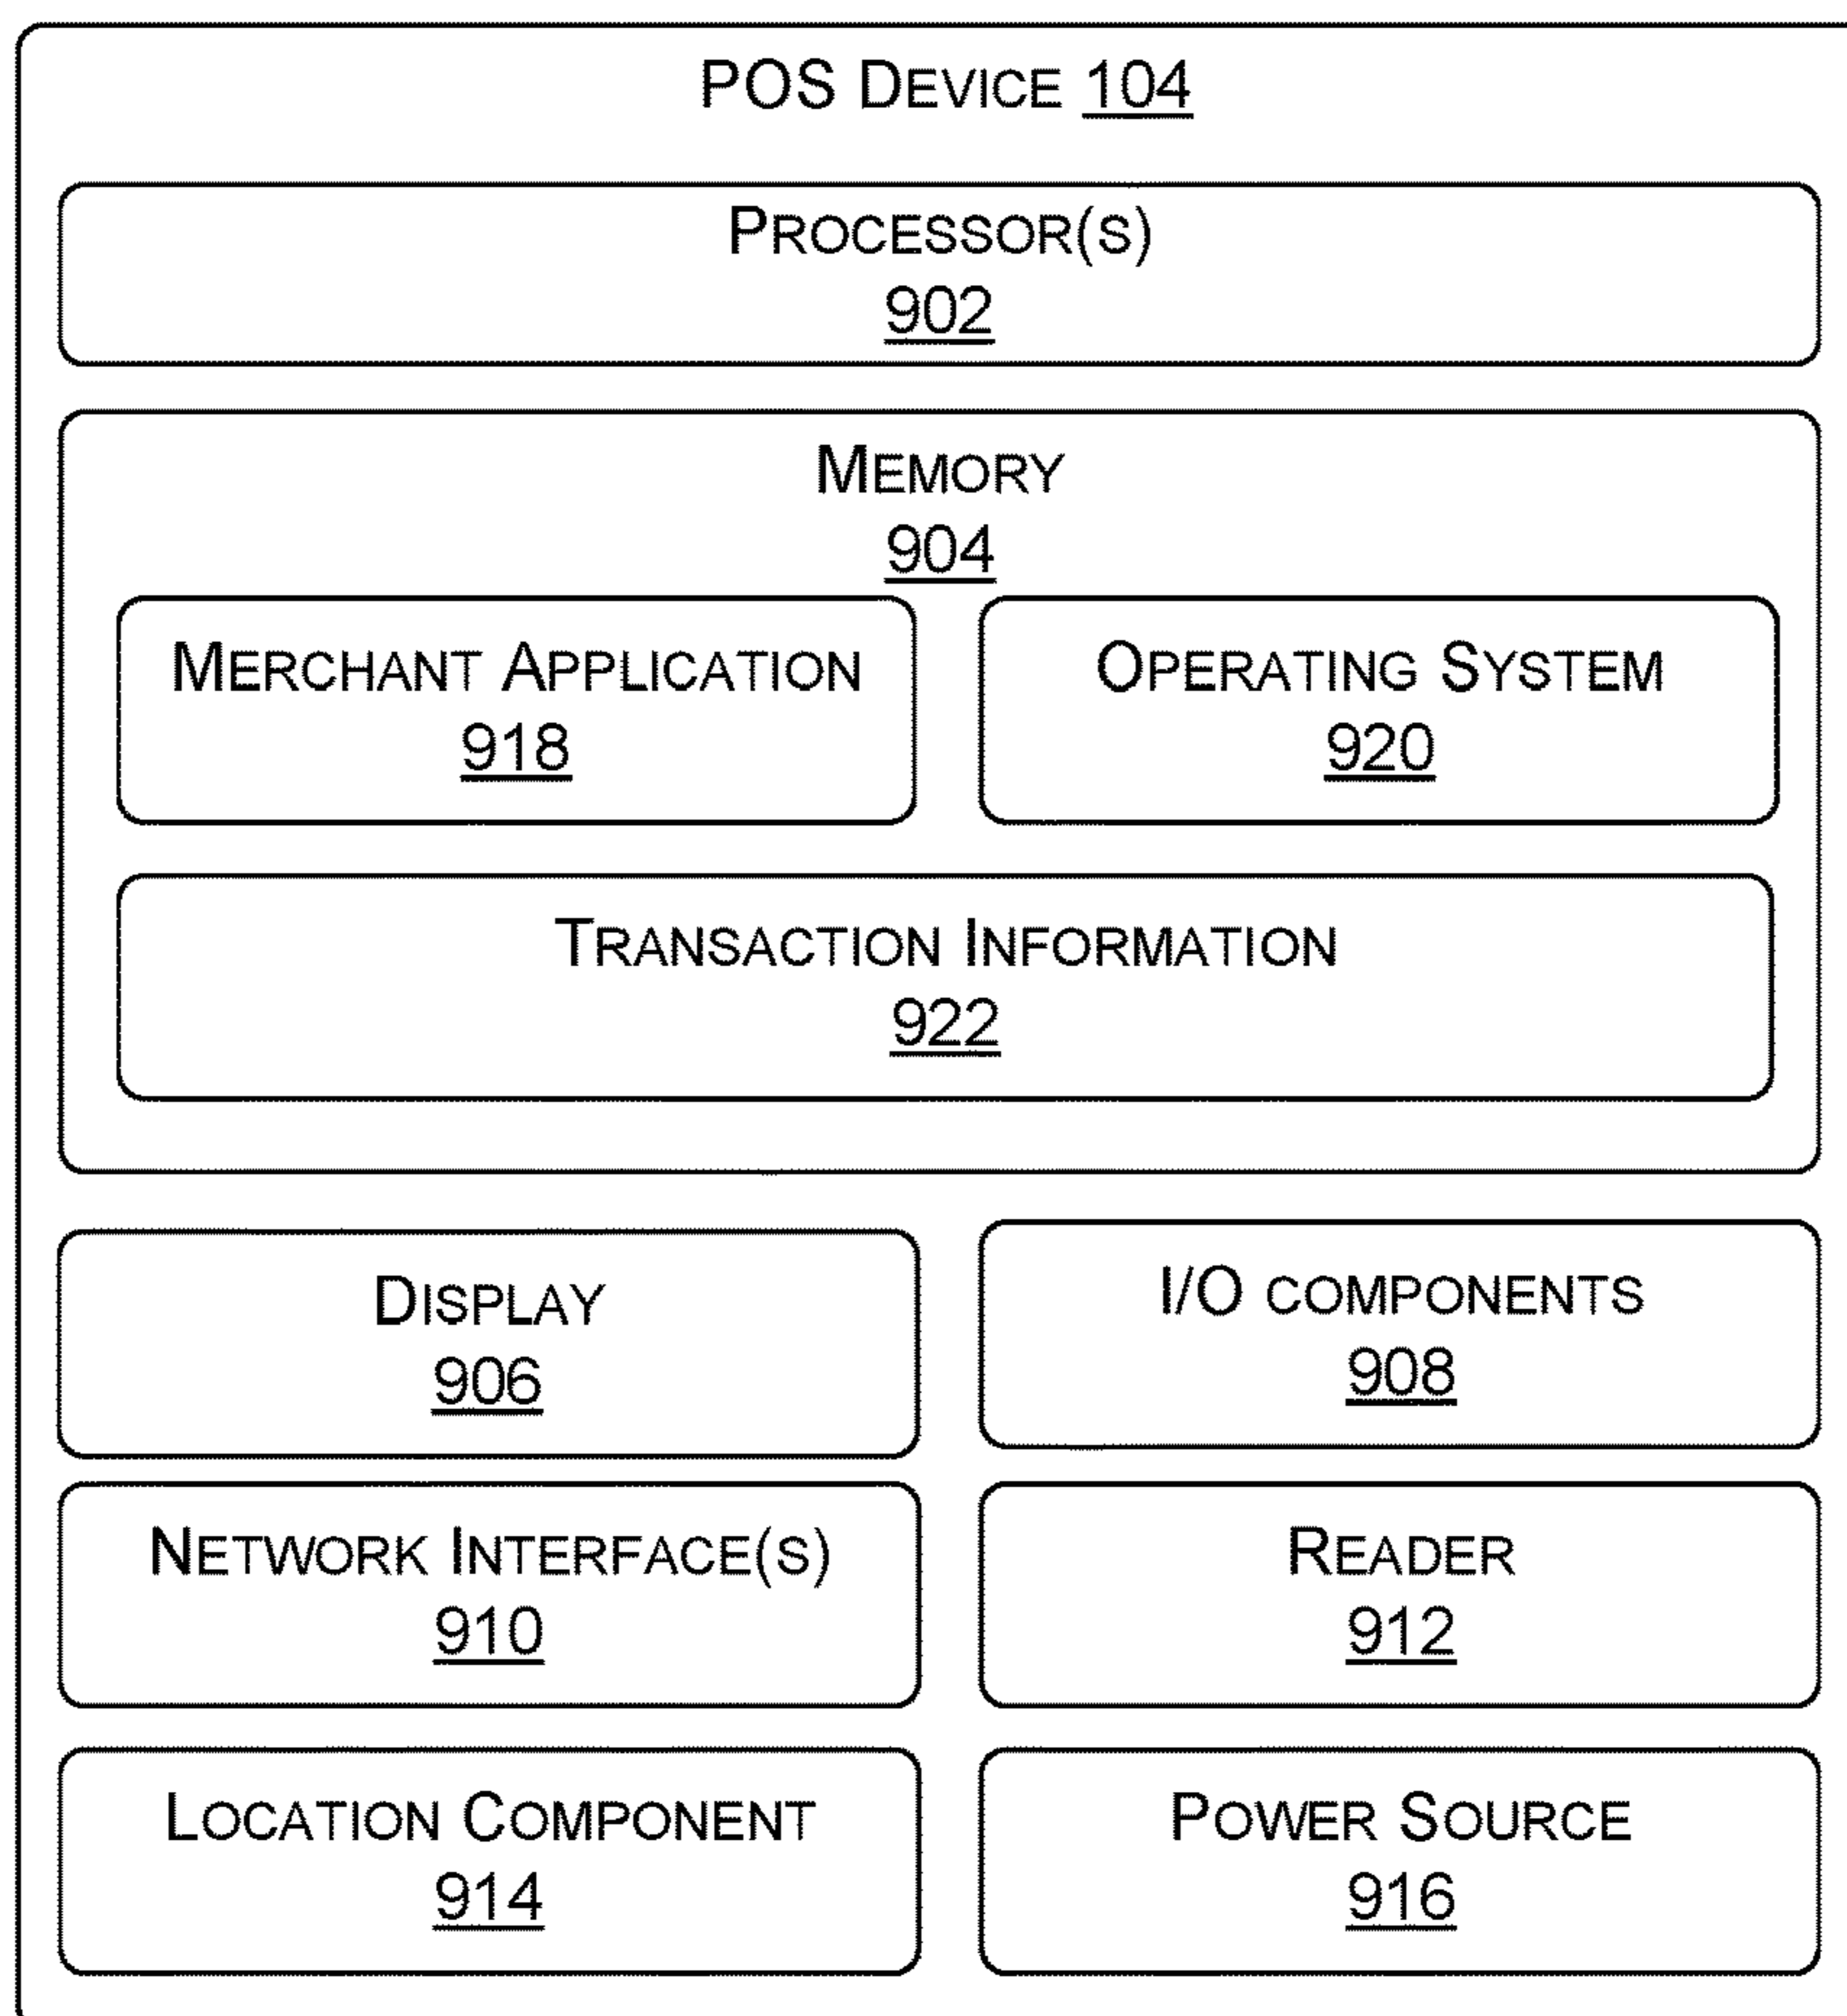 POS DEVICE 104
PROCESSOR(S)
902
MEMORY
904
MERCHANT APPLICATION
918
OPERATING SYSTEM
920
TRANSACTION INFORMATION
922
DISPLAY
906
I/O COMPONENTS
908
NETWORK INTERFACE(S)
910
READER
912
LOCATION COMPONENT
914
POWER SOURCE
916